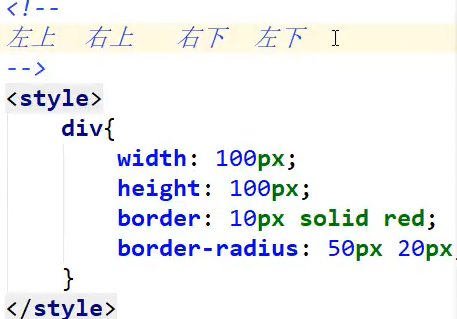 <!--
左上 右上 右下 左下
-->
<style>
div{
width: 100px;
height: 100px;
border: 10px solid red;
border-radius: 50px 20px
}
</style>